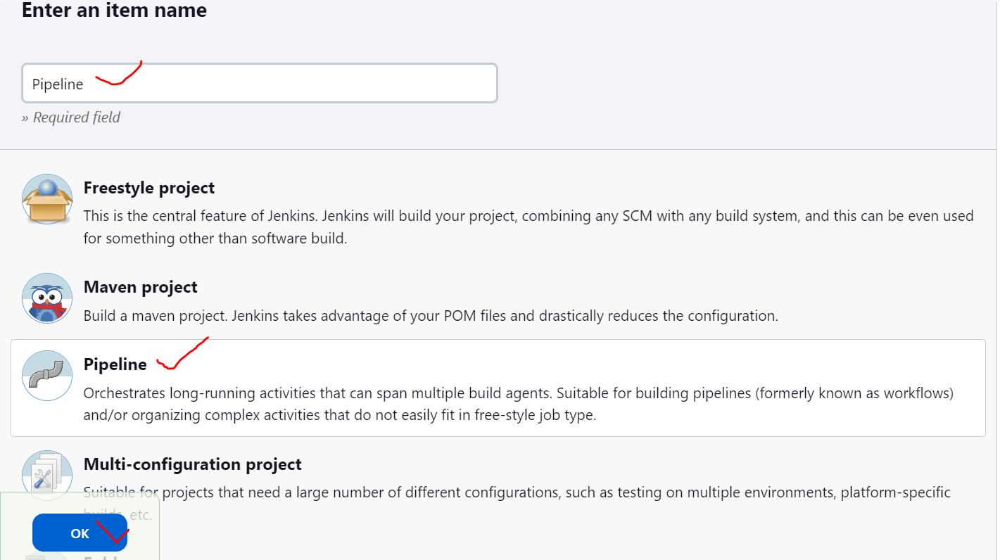 Enter an item name
Pipeline
» Required field
Freestyle project
This is the central feature of Jenkins. Jenkins will build your project, combining any SCM with any build system, and this can be even used
for something other than software build.
Maven project
Build a maven project. Jenkins takes advantage of your POM files and drastically reduces the configuration.
Pipeline
Orchestrates long-running activities that can span multiple build agents. Suitable for building pipelines (formerly known as workflows)
and/or organizing complex activities that do not easily fit in free-style job type.
Multi-configuration project
Suitable for projects that need a large number of different configurations, such as testing on multiple environments, platform-specific
builds, etc.
OK